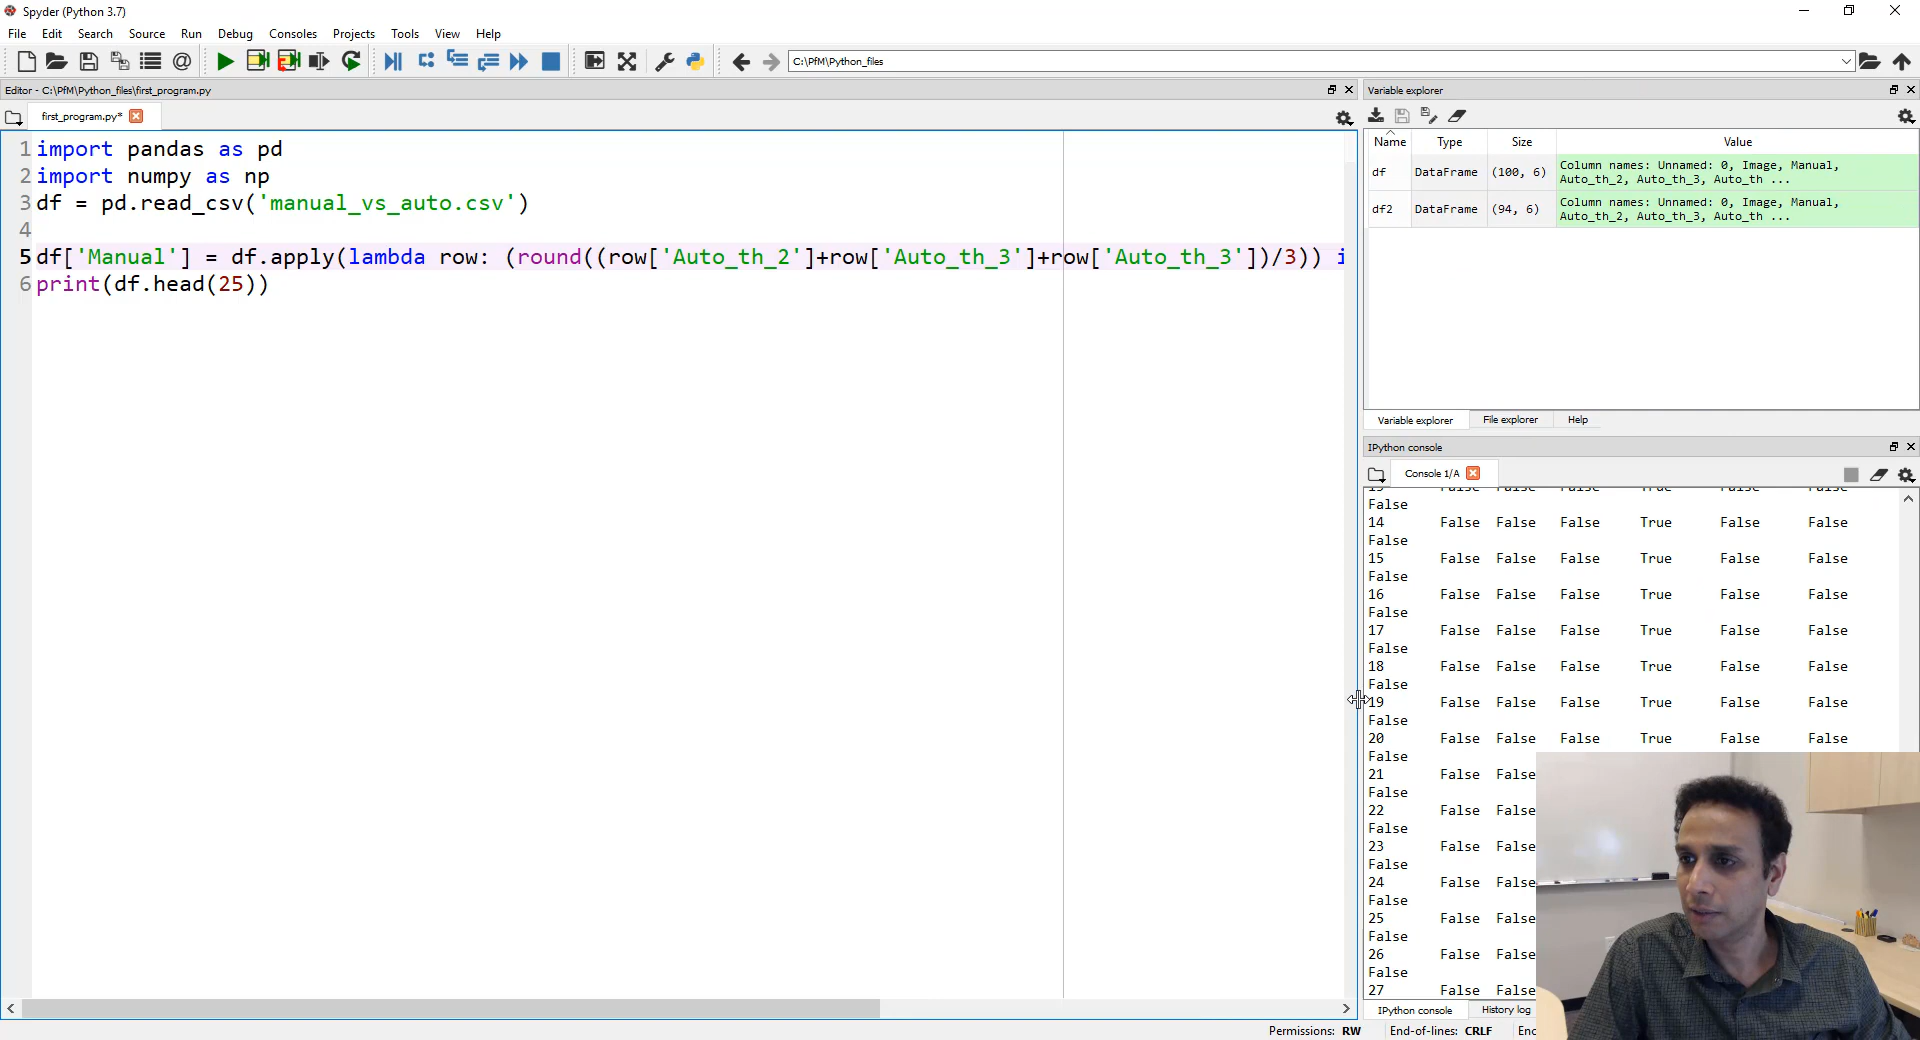 Spyder (Python 3.7)
File Edit Search Source Run Debug Consoles Projects Tools View Help
C:\PfM\Python_files
Editor - C:\PfM\Python_files\first_program.py
first_program.py*
1 import pandas as pd
2 import numpy as np
3 df = pd.read_csv('manual_vs_auto.csv')
4
5 df['Manual'] = df.apply(lambda row: (round((row['Auto_th_2']+row['Auto_th_3']+row['Auto_th_3'])/3)) i
6 print(df.head(25))
Variable explorer
Name Type Size Value
df DataFrame (100, 6) Column names: Unnamed: 0, Image, Manual,
Auto_th_2, Auto_th_3, Auto_th ...
df2 DataFrame (94, 6) Column names: Unnamed: 0, Image, Manual,
Auto_th_2, Auto_th_3, Auto_th ...
Variable explorer File explorer Help
IPython console
Console 1/A
False
14 False False False True False False
False
15 False False False True False False
False
16 False False False True False False
False
17 False False False True False False
False
18 False False False True False False
False
19 False False False True False False
False
20 False False False True False False
False
21 False False
False
22 False False
False
23 False False
False
24 False False
False
25 False False
False
26 False False
False
27 False False
IPython console History log
Permissions: RW End-of-lines: CRLF Enc